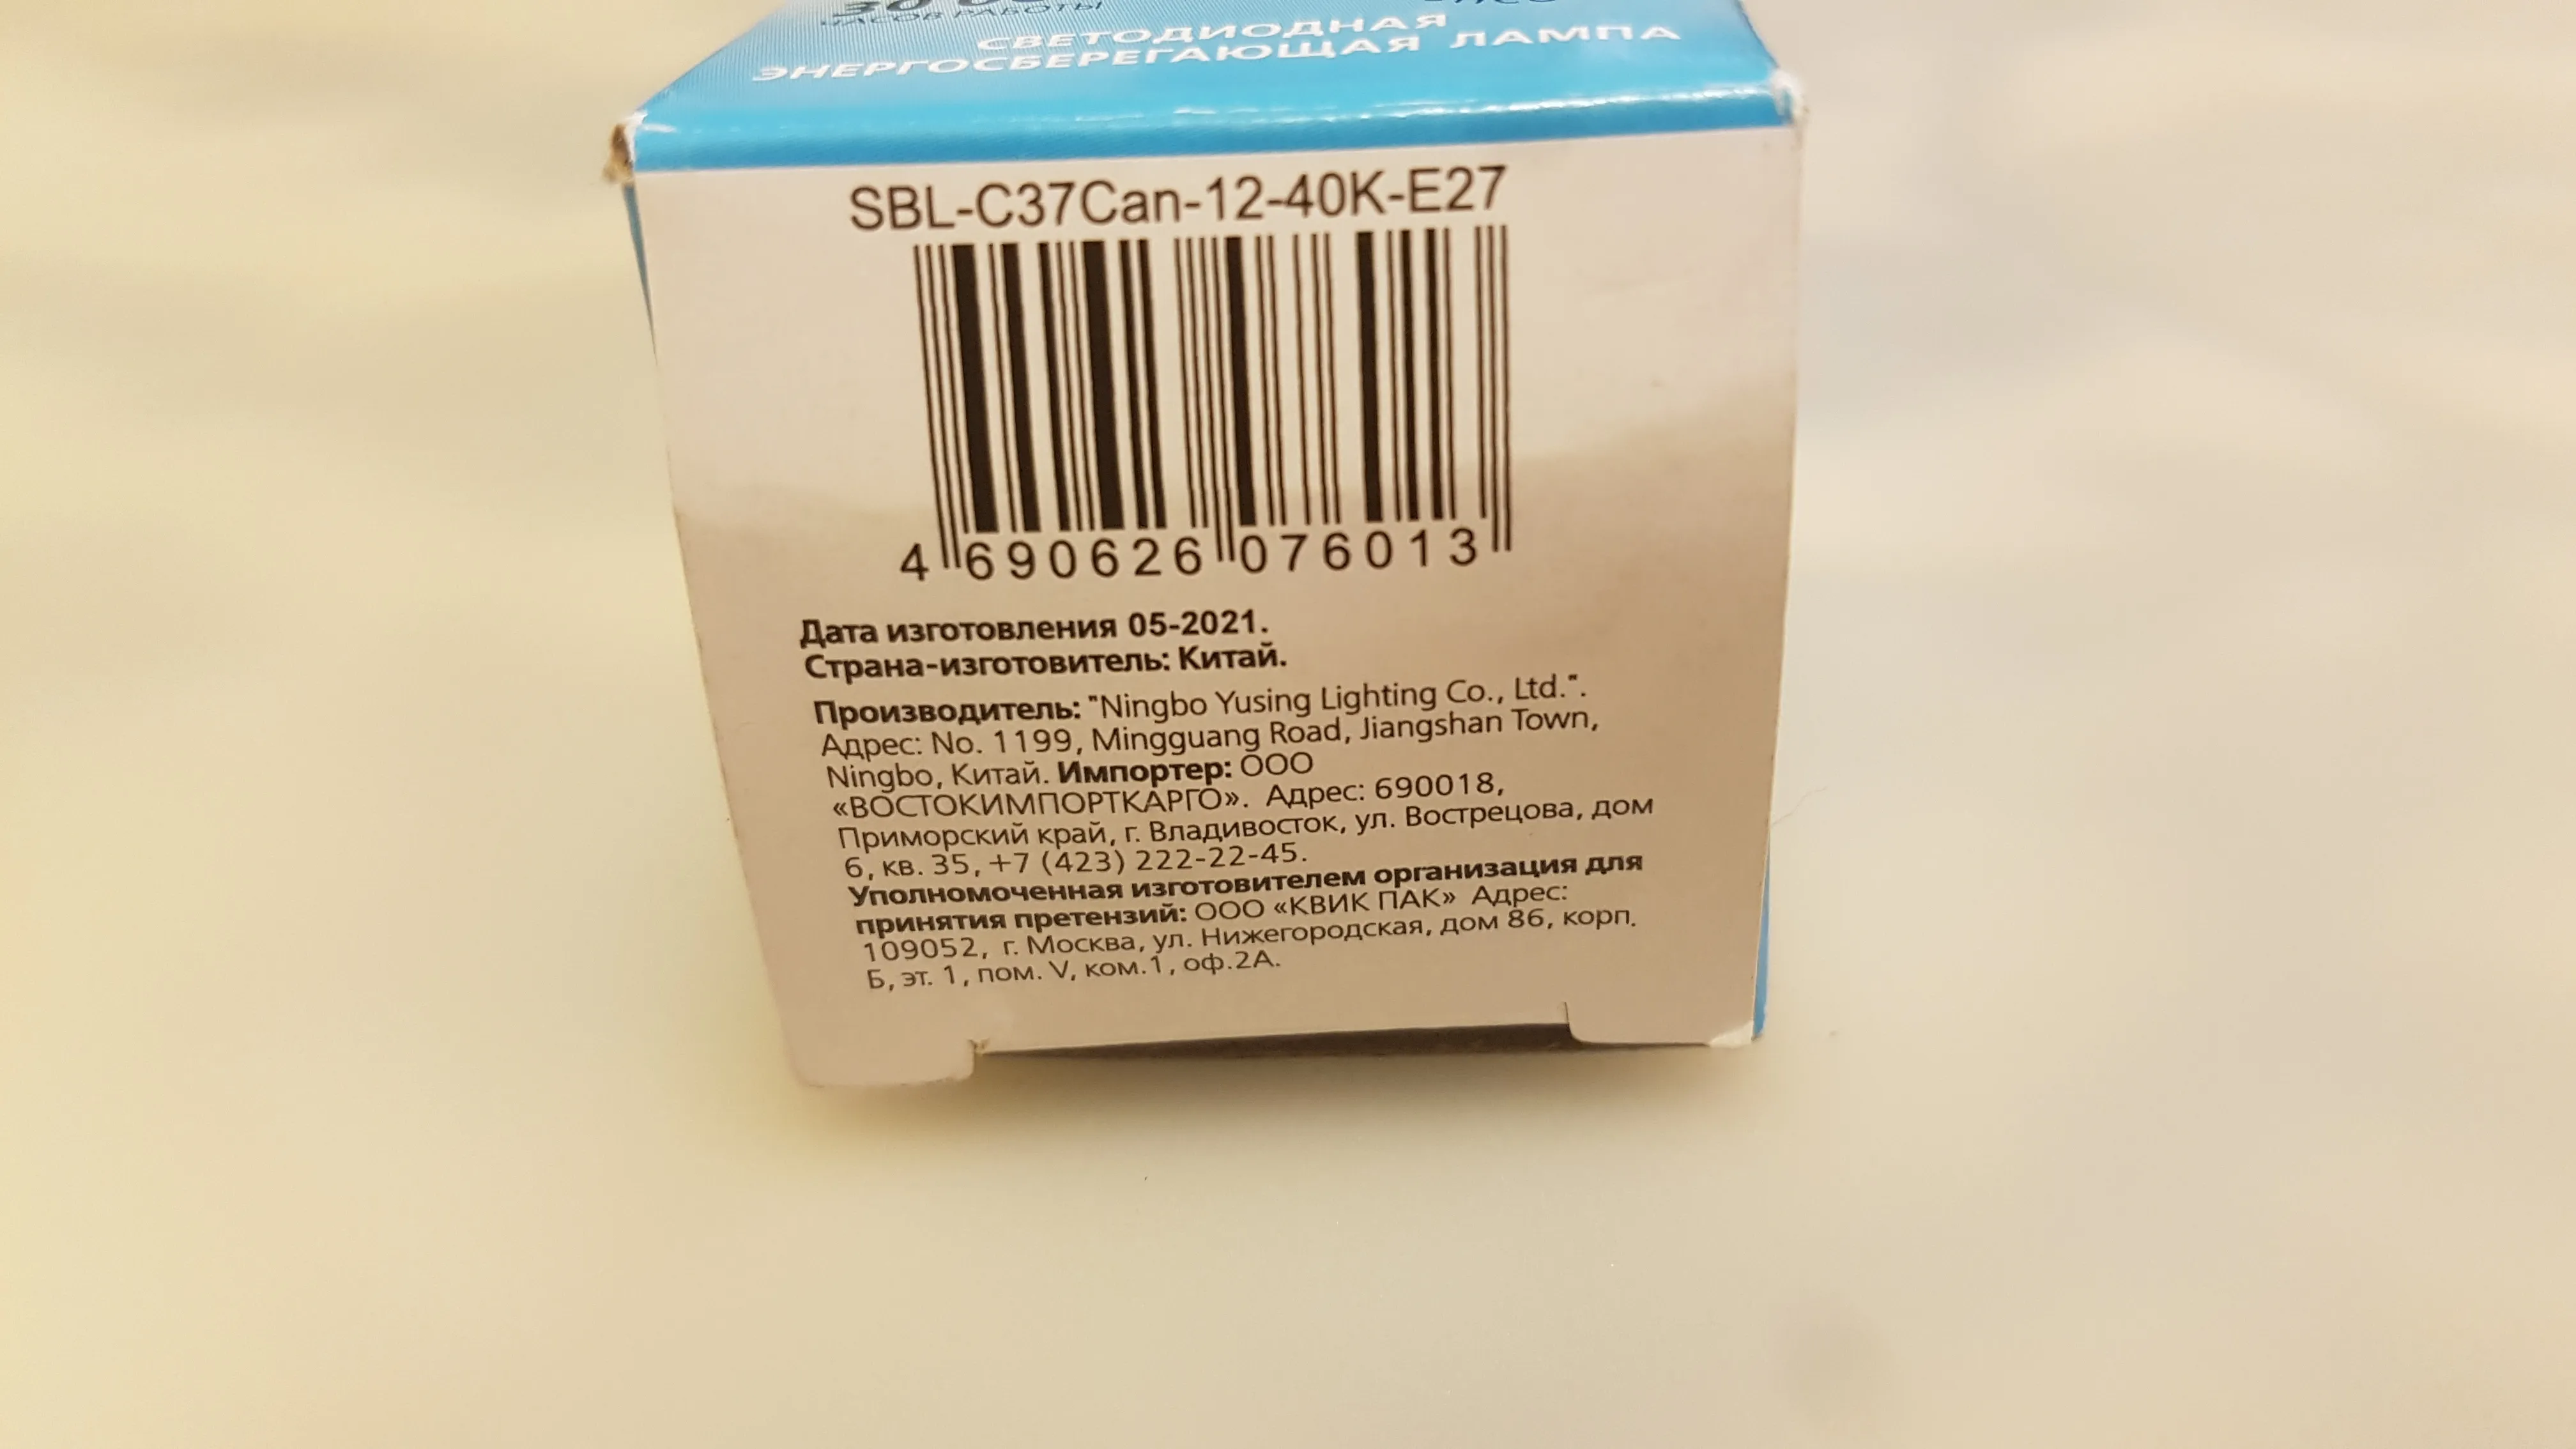 ЧАСОВ РАБОТЫ
СВЕТОДИОДНАЯ
ЭНЕРГОСБЕРЕГАЮЩАЯ ЛАМПА
SBL-C37Can-12-40K-E27
4 690626 076013
Дата изготовления 05-2021.
Страна-изготовитель: Китай.
Производитель: "Ningbo Yusing Lighting Co., Ltd.".
Адрес: No. 1199, Mingguang Road, Jiangshan Town,
Ningbo, Китай. Импортер: ООО
«ВОСТОКИМПОРТКАРГО». Адрес: 690018,
Приморский край, г. Владивосток, ул. Вострецова, дом
6, кв. 35, +7 (423) 222-22-45.
Уполномоченная изготовителем организация для
принятия претензий: ООО «КВИК ПАК» Адрес:
109052, г. Москва, ул. Нижегородская, дом 86, корп.
Б, эт. 1, пом. V, ком.1, оф.2А.